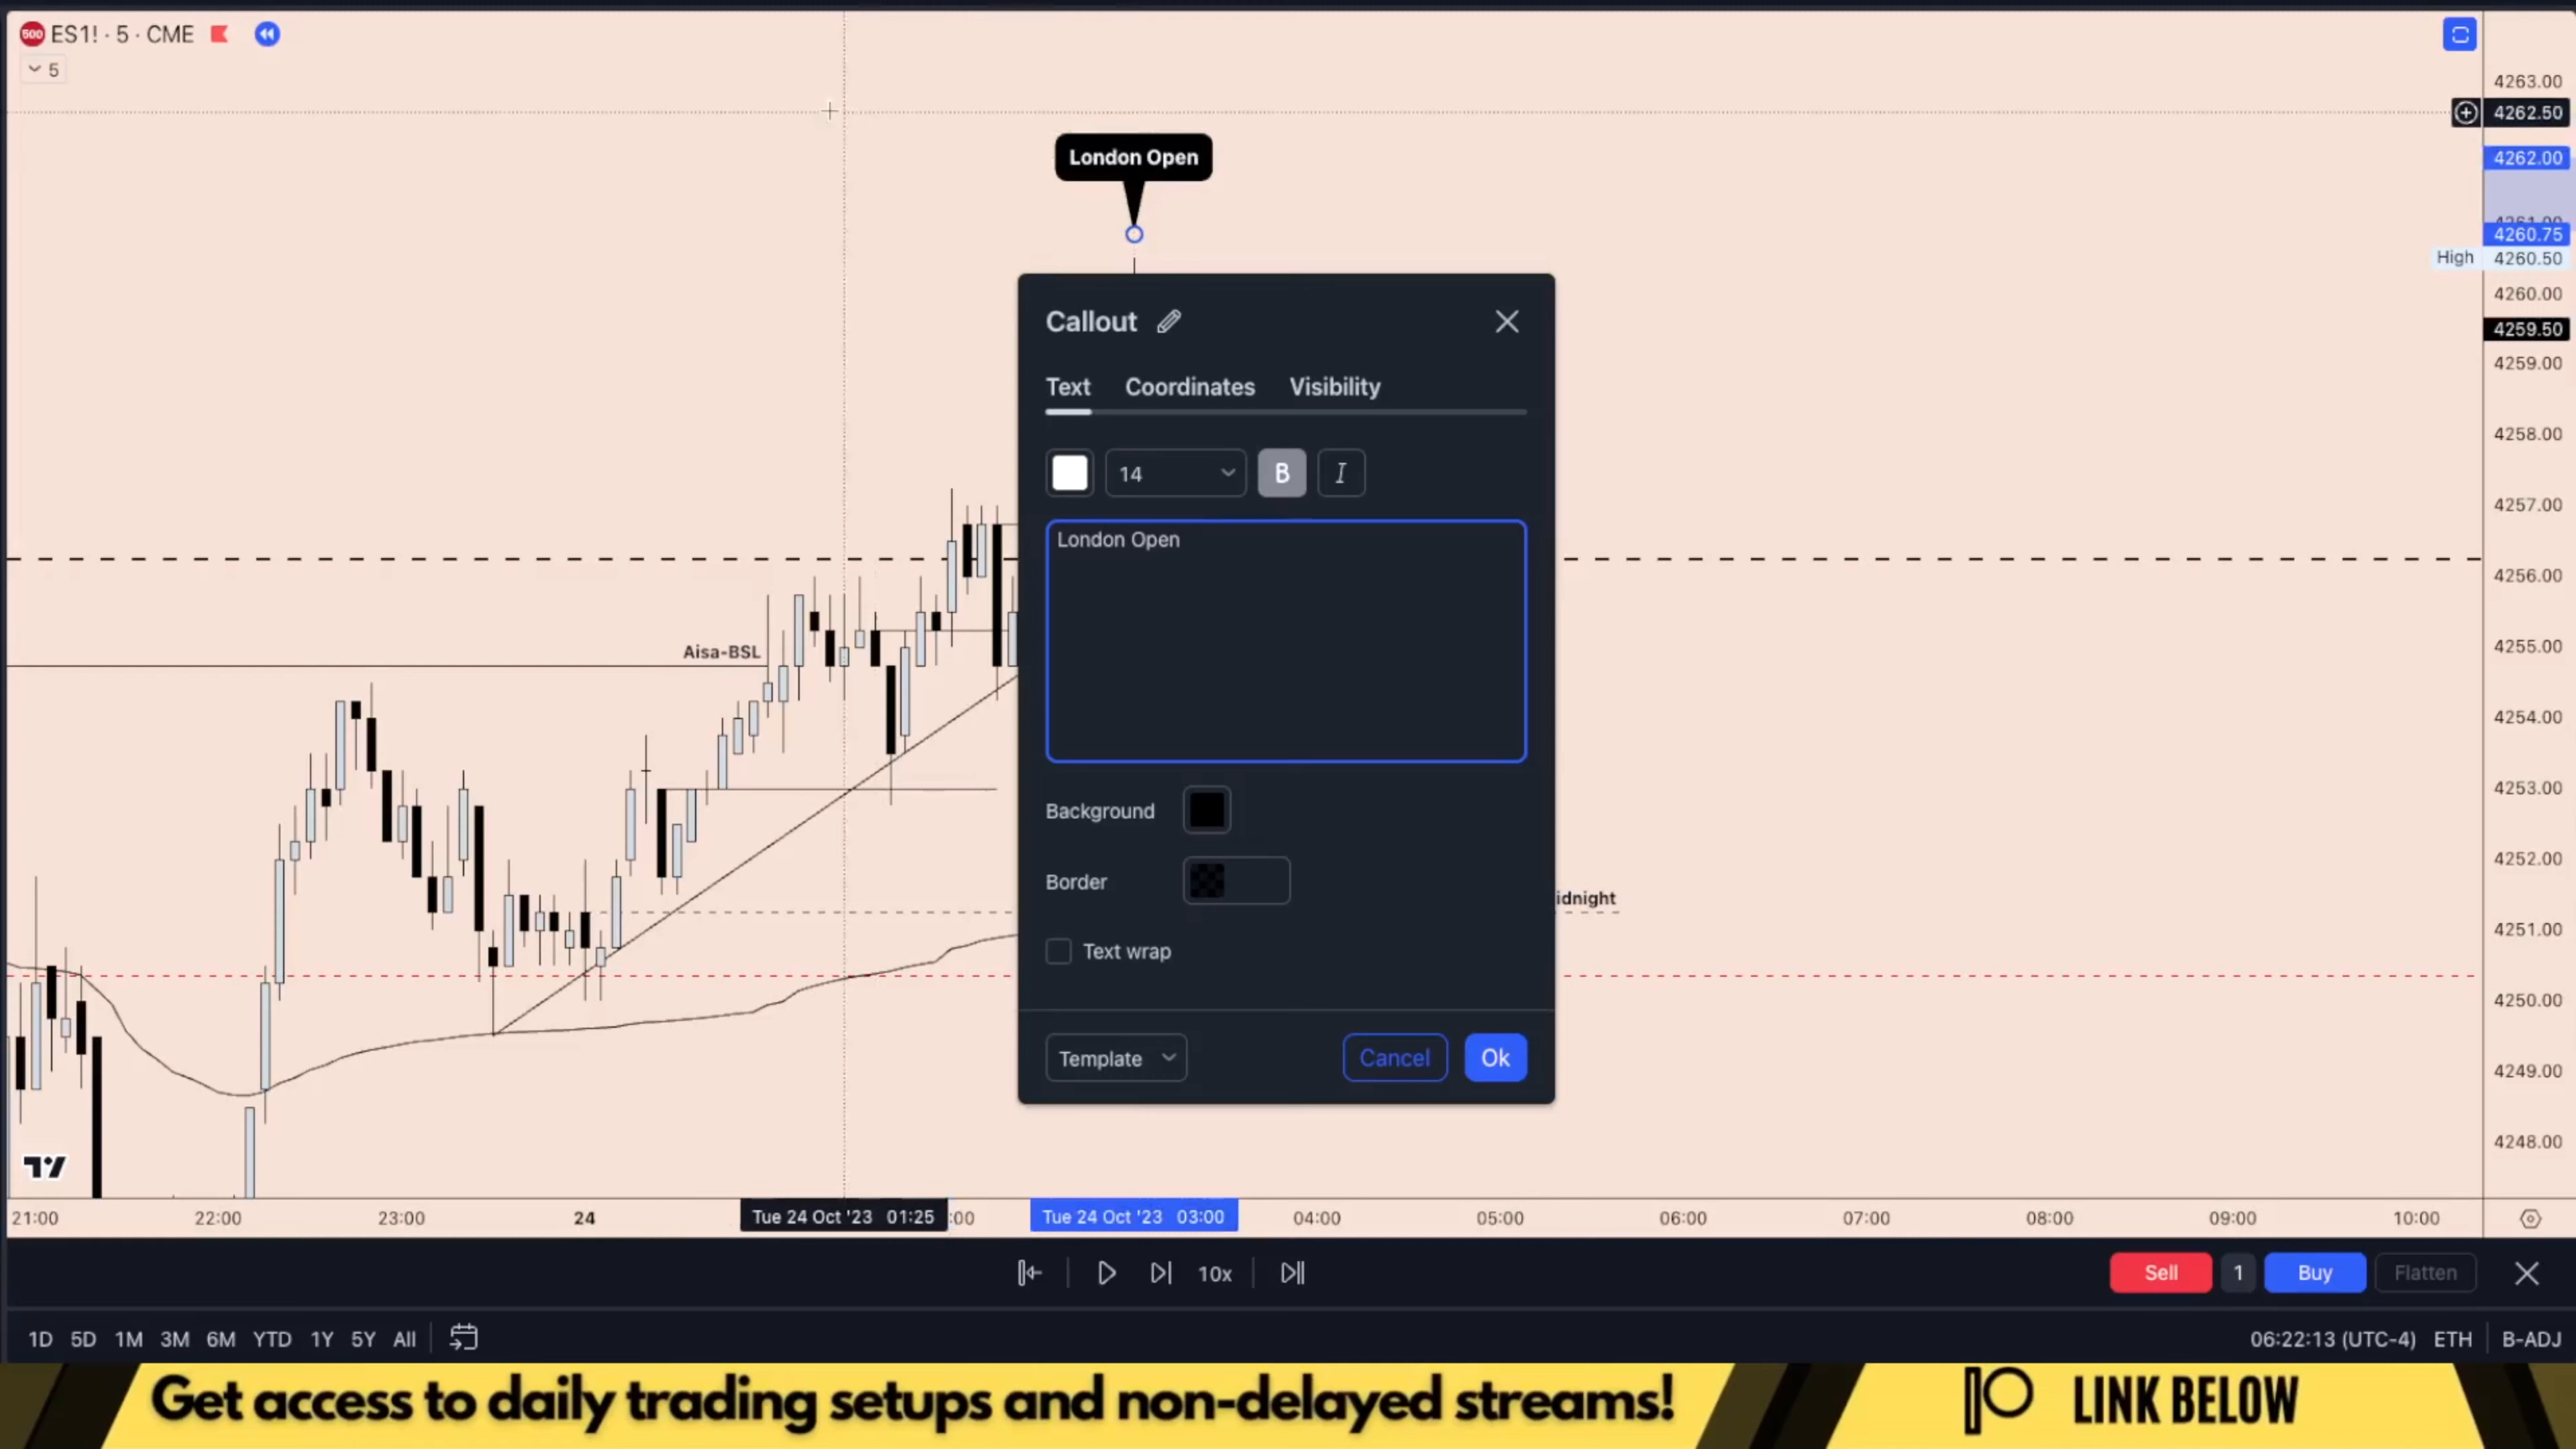 500 ES1! · 5 · CME
5
4263.00
4262.50
London Open
4262.00
4261.00
4260.75
High 4260.50
4260.00
Callout
4259.50
4259.00
Text Coordinates Visibility
4258.00
14 B I
4257.00
London Open
4256.00
Aisa-BSL
4255.00
4254.00
4253.00
Background
4252.00
Border
idnight
4251.00
Text wrap
4250.00
Template Cancel Ok
4249.00
4248.00
21:00 22:00 23:00 24 Tue 24 Oct '23 01:25 :00 Tue 24 Oct '23 03:00 04:00 05:00 06:00 07:00 08:00 09:00 10:00
10x Sell 1 Buy Flatten
1D 5D 1M 3M 6M YTD 1Y 5Y All 06:22:13 (UTC-4) ETH B-ADJ
Get access to daily trading setups and non-delayed streams! LINK BELOW